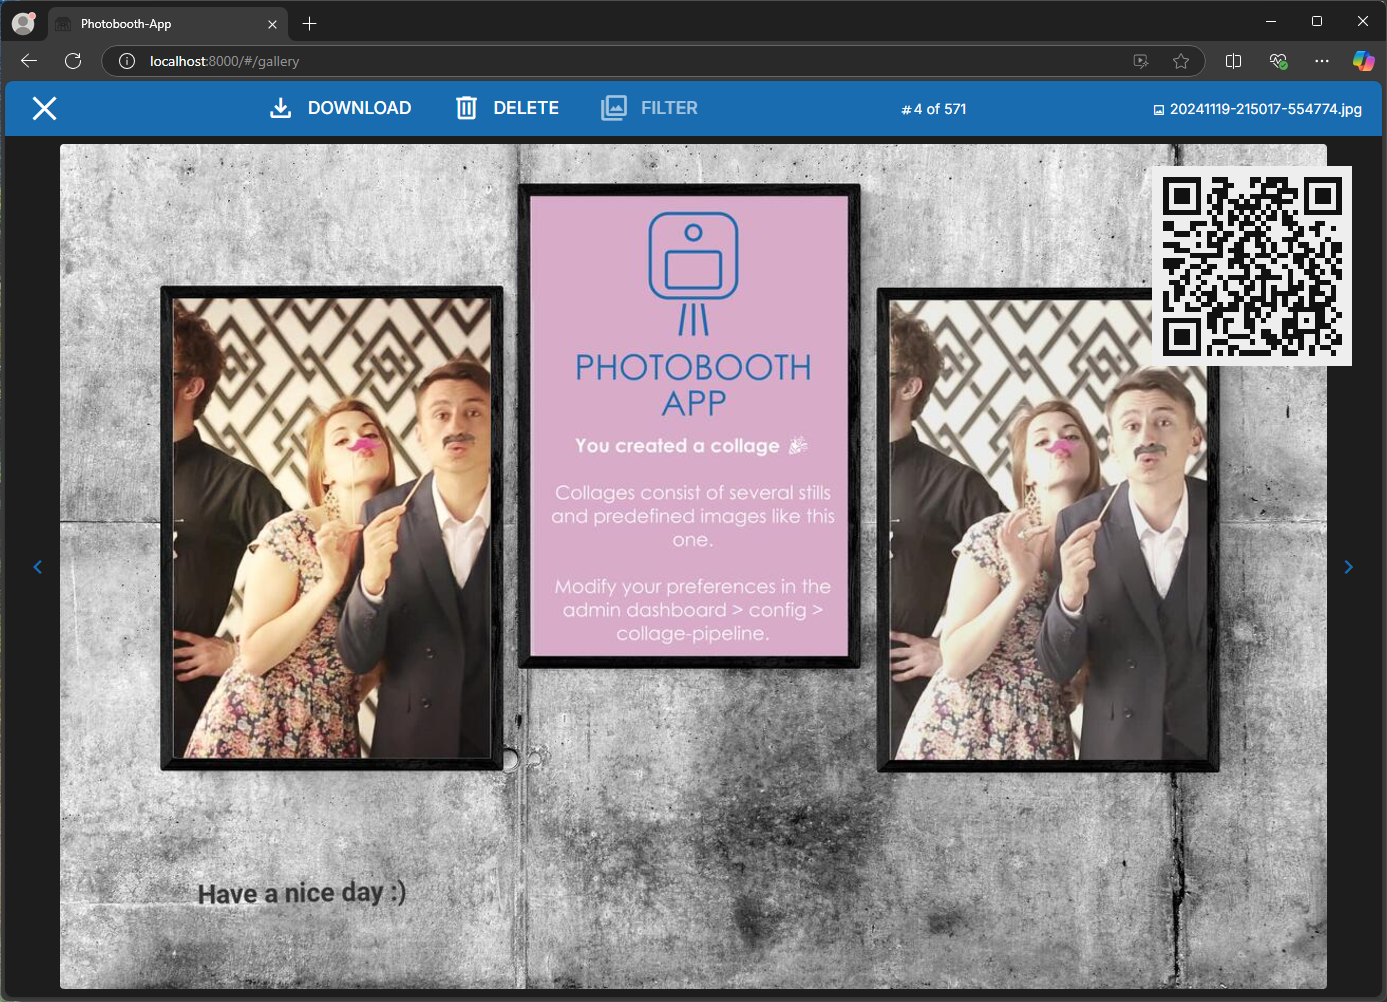 Photobooth-App
localhost:8000/#/gallery
DOWNLOAD
DELETE
FILTER
#4 of 571
20241119-215017-554774.jpg
PHOTOBOOTH
APP
You created a collage 🎉
Collages consist of several stills
and predefined images like this
one.
Modify your preferences in the
admin dashboard > config >
collage-pipeline.
Have a nice day :)